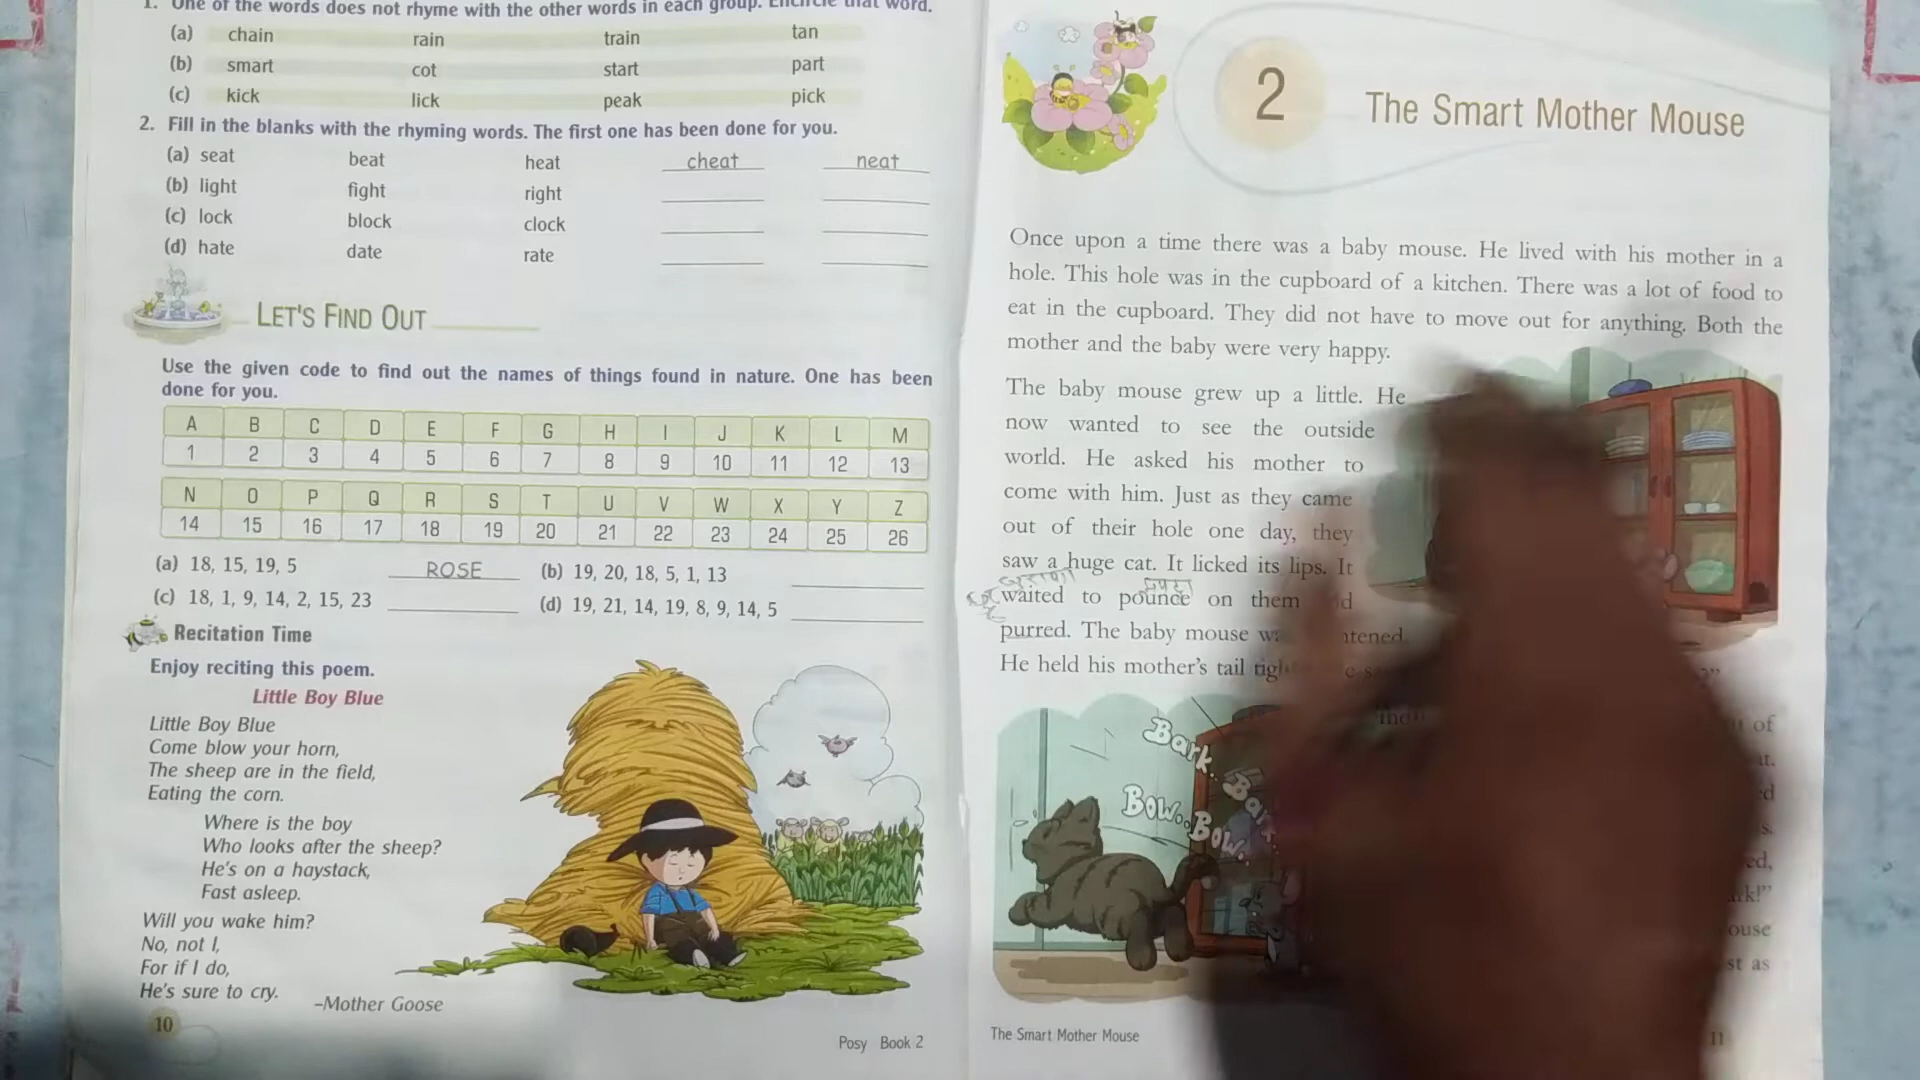 1. One of the words does not rhyme with the other words in each group. Encircle that word.
(a) chain rain train tan
(b) smart cot start part
(c) kick lick peak pick
2. Fill in the blanks with the rhyming words. The first one has been done for you.
(a) seat beat heat cheat neat
(b) light fight right
(c) lock block clock
(d) hate date rate
LET'S FIND OUT
Use the given code to find out the names of things found in nature. One has been
done for you.
A B C D E F G H I J K L M
1 2 3 4 5 6 7 8 9 10 11 12 13
N O P Q R S T U V W X Y Z
14 15 16 17 18 19 20 21 22 23 24 25 26
(a) 18, 15, 19, 5 ROSE (b) 19, 20, 18, 5, 1, 13
(c) 18, 1, 9, 14, 2, 15, 23 (d) 19, 21, 14, 19, 8, 9, 14, 5
Recitation Time
Enjoy reciting this poem.
Little Boy Blue
Little Boy Blue
Come blow your horn,
The sheep are in the field,
Eating the corn.
Where is the boy
Who looks after the sheep?
He's on a haystack,
Fast asleep.
Will you wake him?
No, not I,
For if I do,
He's sure to cry.
–Mother Goose
10
Posy Book 2
2
The Smart Mother Mouse
Once upon a time there was a baby mouse. He lived with his mother in a
hole. This hole was in the cupboard of a kitchen. There was a lot of food to
eat in the cupboard. They did not have to move out for anything. Both the
mother and the baby were very happy.
The baby mouse grew up a little. He
now wanted to see the outside
world. He asked his mother to
come with him. Just as they came
out of their hole one day, they
saw a huge cat. It licked its lips. It
waited to pounce on them
purred. The baby mouse
He held his mother's tail
of
Bark.. Bark..
Bow..Bow..
ouse
st as
The Smart Mother Mouse
11